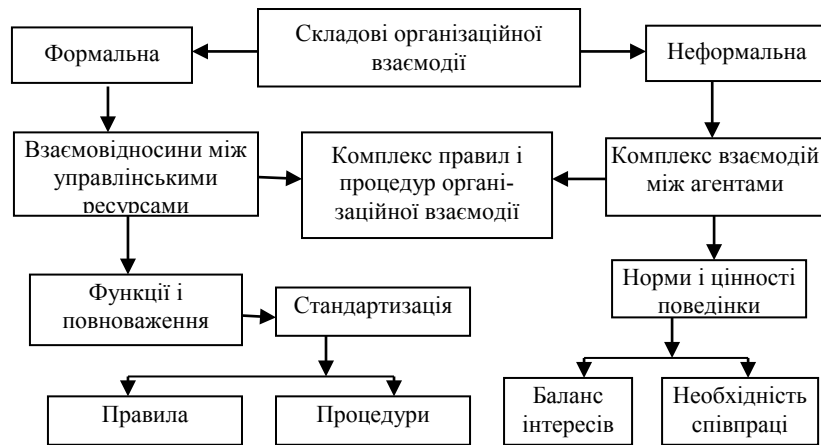 Складові організаційної
взаємодії
Формальна
Неформальна
Взаємовідносини між
управлінськими
ресурсами
Комплекс правил і
процедур органі-
заційної взаємодії
Комплекс взаємодій
між агентами
Функції і
повноваження
Стандартизація
Норми і цінності
поведінки
Правила
Процедури
Баланс
інтересів
Необхідність
співпраці